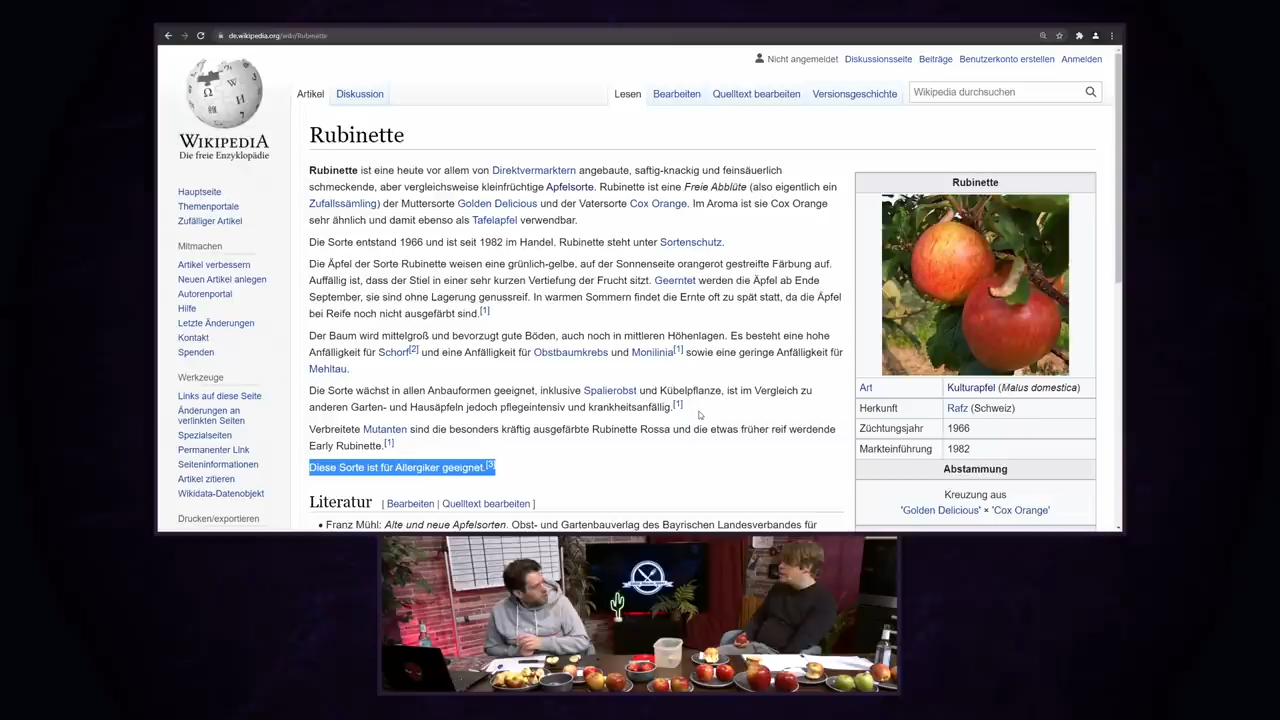 de.wikipedia.org/wiki/Rubinette
Nicht angemeldet Diskussionsseite Beiträge Benutzerkonto erstellen Anmelden
Artikel Diskussion Lesen Bearbeiten Quelltext bearbeiten Versionsgeschichte Wikipedia durchsuchen
WIKIPEDIA
Die freie Enzyklopädie
Hauptseite
Themenportale
Zufälliger Artikel
Mitmachen
Artikel verbessern
Neuen Artikel anlegen
Autorenportal
Hilfe
Letzte Änderungen
Kontakt
Spenden
Werkzeuge
Links auf diese Seite
Änderungen an
verlinkten Seiten
Spezialseiten
Permanenter Link
Seiteninformationen
Artikel zitieren
Wikidata-Datenobjekt
Drucken/exportieren
Rubinette
Rubinette ist eine heute vor allem von Direktvermarktern angebaute, saftig-knackig und feinsäuerlich
schmeckende, aber vergleichsweise kleinfrüchtige Apfelsorte. Rubinette ist eine Freie Abblüte (also eigentlich ein
Zufallssämling) der Muttersorte Golden Delicious und der Vatersorte Cox Orange. Im Aroma ist sie Cox Orange
sehr ähnlich und damit ebenso als Tafelapfel verwendbar.
Die Sorte entstand 1966 und ist seit 1982 im Handel. Rubinette steht unter Sortenschutz.
Die Äpfel der Sorte Rubinette weisen eine grünlich-gelbe, auf der Sonnenseite orangerot gestreifte Färbung auf.
Auffällig ist, dass der Stiel in einer sehr kurzen Vertiefung der Frucht sitzt. Geerntet werden die Äpfel ab Ende
September, sie sind ohne Lagerung genussreif. In warmen Sommern findet die Ernte oft zu spät statt, da die Äpfel
bei Reife noch nicht ausgefärbt sind.[1]
Der Baum wird mittelgroß und bevorzugt gute Böden, auch noch in mittleren Höhenlagen. Es besteht eine hohe
Anfälligkeit für Schorf[2] und eine Anfälligkeit für Obstbaumkrebs und Monilinia[1] sowie eine geringe Anfälligkeit für
Mehltau.
Die Sorte wächst in allen Anbauformen geeignet, inklusive Spalierobst und Kübelpflanze, ist im Vergleich zu
anderen Garten- und Hausäpfeln jedoch pflegeintensiv und krankheitsanfällig.[1]
Verbreitete Mutanten sind die besonders kräftig ausgefärbte Rubinette Rossa und die etwas früher reif werdende
Early Rubinette.[1]
Diese Sorte ist für Allergiker geeignet.[3]
Literatur [ Bearbeiten | Quelltext bearbeiten ]
• Franz Mühl: Alte und neue Apfelsorten. Obst- und Gartenbauverlag des Bayrischen Landesverbandes für
Rubinette
Art Kulturapfel (Malus domestica)
Herkunft Rafz (Schweiz)
Züchtungsjahr 1966
Markteinführung 1982
Abstammung
Kreuzung aus
'Golden Delicious' × 'Cox Orange'